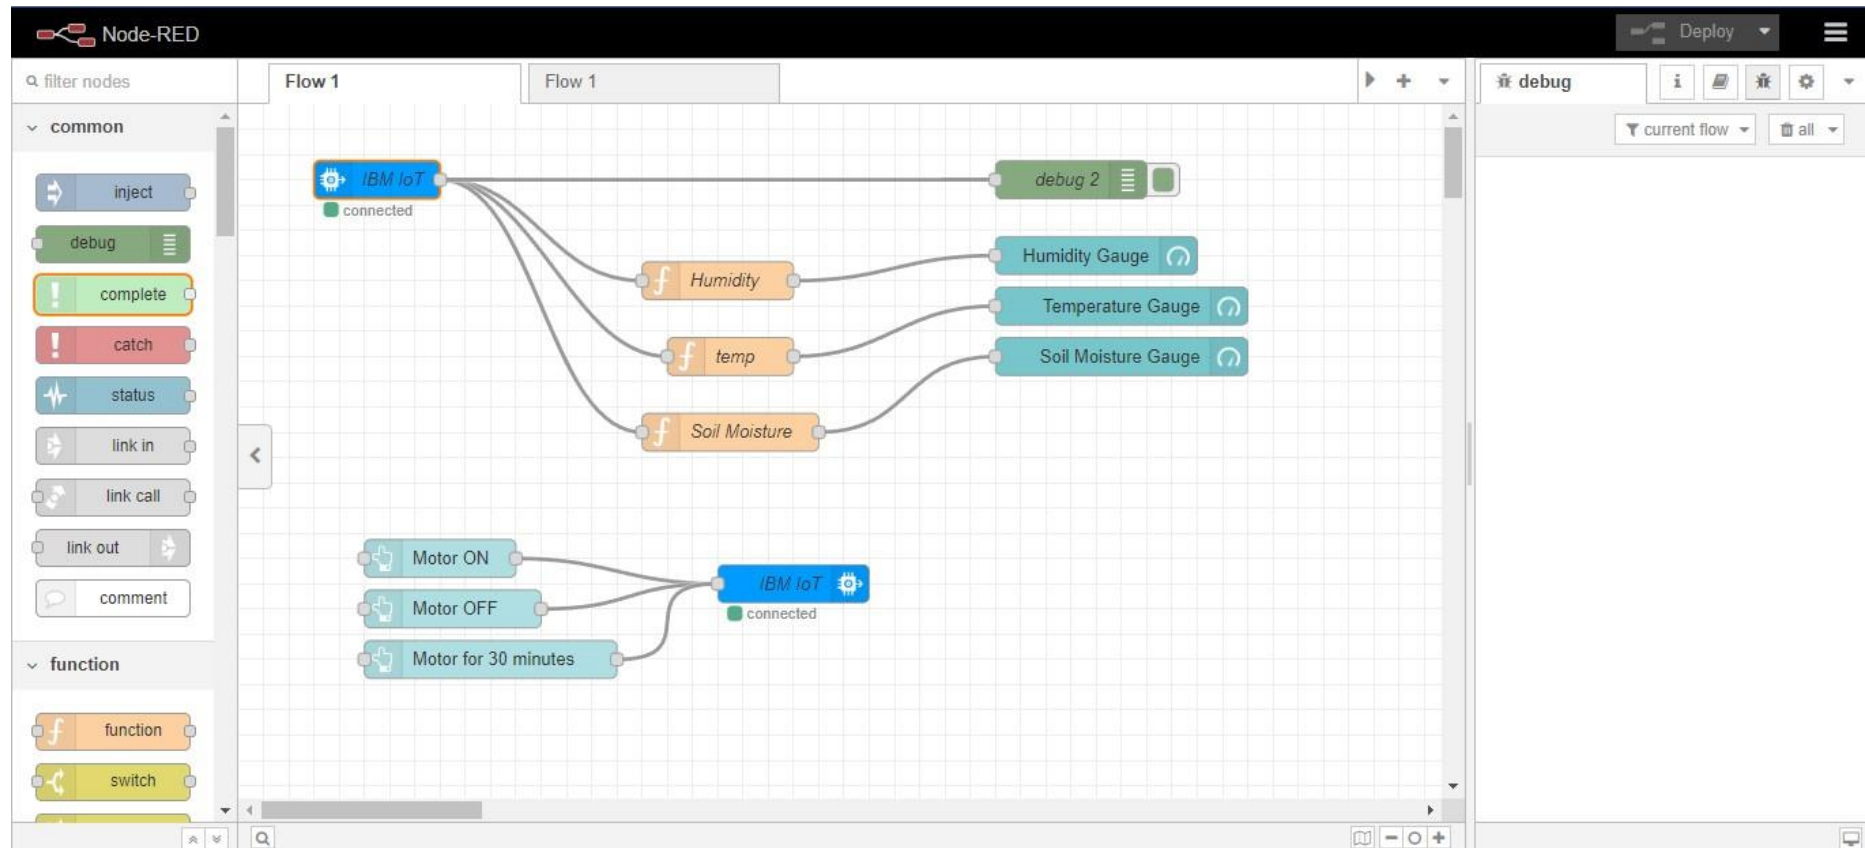 Node-RED
Deploy
filter nodes
Flow 1
Flow 1
debug
i
current flow
all
common
inject
debug
complete
catch
status
link in
link call
link out
comment
function
function
switch
IBM IoT
connected
debug 2
Humidity
Humidity Gauge
temp
Temperature Gauge
Soil Moisture
Soil Moisture Gauge
Motor ON
Motor OFF
Motor for 30 minutes
IBM IoT
connected